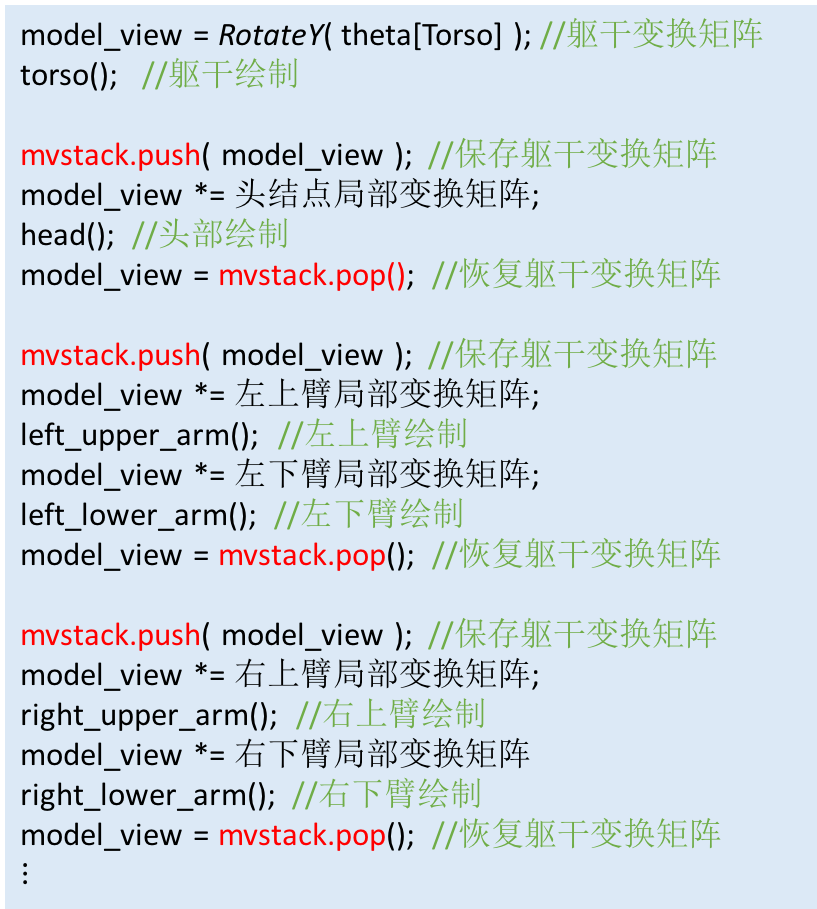 model_view = RotateY( theta[Torso] ); //躯干变换矩阵
torso();   //躯干绘制
mvstack.push( model_view );  //保存躯干变换矩阵
model_view *= 头结点局部变换矩阵;
head();  //头部绘制
model_view = mvstack.pop();  //恢复躯干变换矩阵
mvstack.push( model_view );  //保存躯干变换矩阵
model_view *= 左上臂局部变换矩阵;
left_upper_arm();  //左上臂绘制
model_view *= 左下臂局部变换矩阵;
left_lower_arm();  //左下臂绘制
model_view = mvstack.pop();  //恢复躯干变换矩阵
mvstack.push( model_view );  //保存躯干变换矩阵
model_view *= 右上臂局部变换矩阵;
right_upper_arm();  //右上臂绘制
model_view *= 右下臂局部变换矩阵
right_lower_arm();  //右下臂绘制
model_view = mvstack.pop();  //恢复躯干变换矩阵
⋮